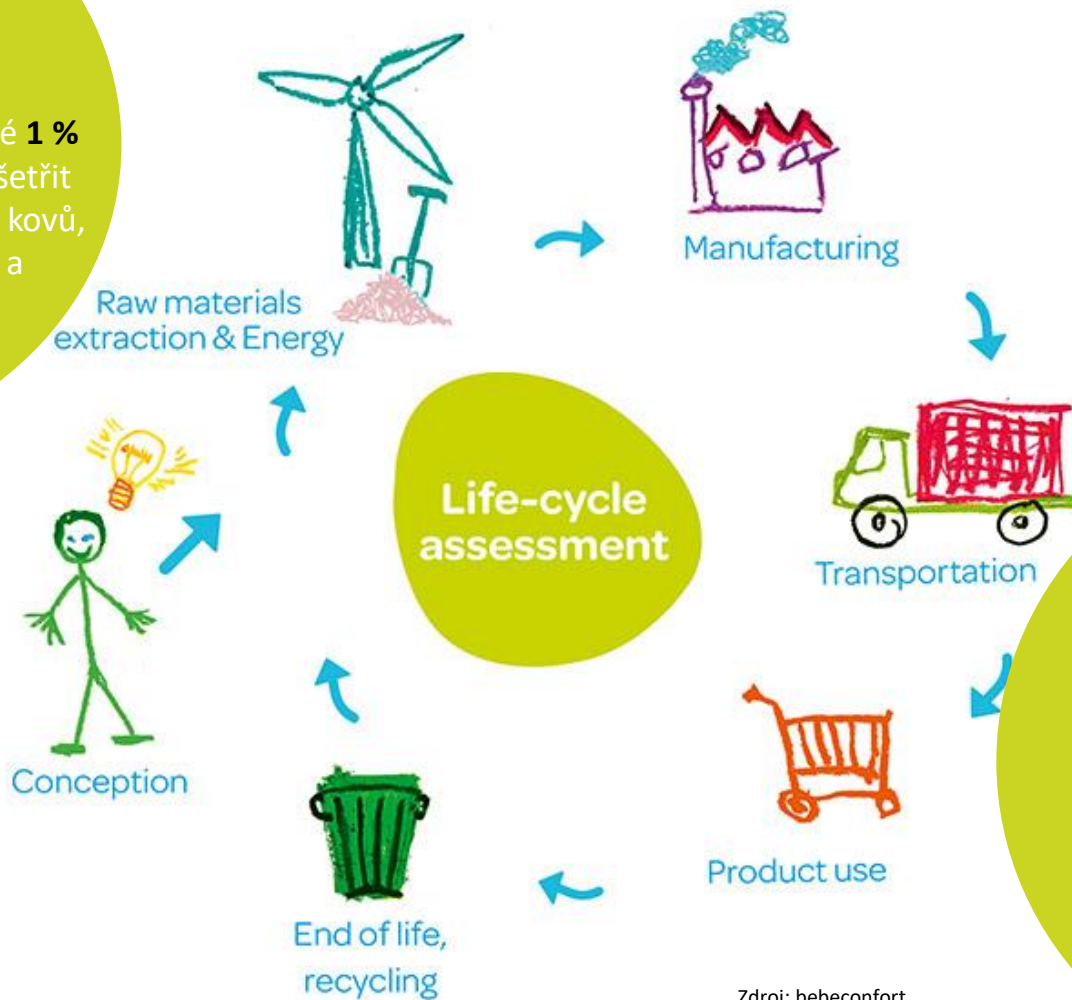 é 1 %
šetřit
kovů,
a
Raw materials
extraction & Energy
Manufacturing
Life-cycle
assessment
Transportation
Conception
Product use
End of life,
recycling
Zdroj: bebeconfort